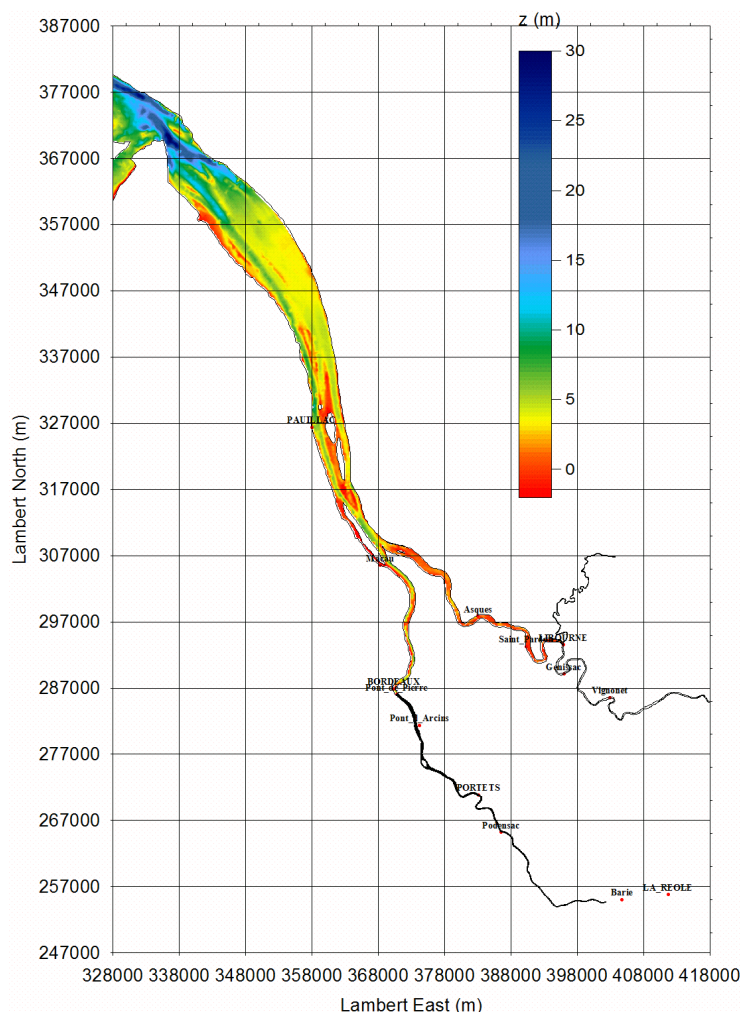 z (m)
387000
377000
367000
357000
347000
337000
327000
317000
307000
297000
287000
277000
267000
257000
247000
30
25
20
15
10
5
0
PAUILLAC
Macau
Asques
Saint_Pardon
LIBOURNE
Genissac
BORDEAUX
Pont_de_Pierre
Vignonet
Pont_d_Arcins
PORTETS
Podensac
Barie
LA_REOLE
Lambert North (m)
328000 338000 348000 358000 368000 378000 388000 398000 408000 418000
Lambert East (m)